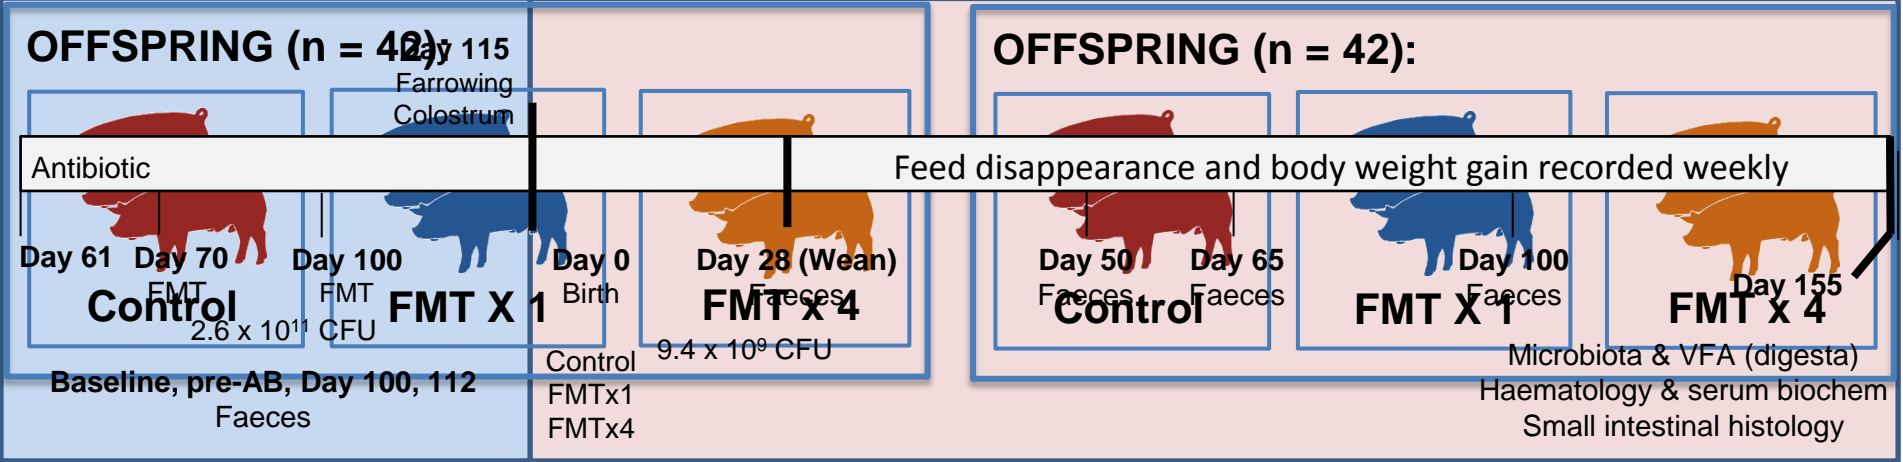 OFFSPRING (n = 42):
Day 115
Farrowing
Colostrum
OFFSPRING (n = 42):
Antibiotic
Feed disappearance and body weight gain recorded weekly
Day 61
Day 70
FMT
Day 100
FMT
2.6 x 10¹¹ CFU
Control
FMT X 1
FMT x 4
Day 0
Birth
Day 28 (Wean)
Faeces
9.4 x 10⁹ CFU
Control
FMTx1
FMTx4
Baseline, pre-AB, Day 100, 112
Faeces
Day 50
Faeces
Day 65
Faeces
Day 100
Faeces
Day 155
Control
FMT X 1
FMT x 4
Microbiota & VFA (digesta)
Haematology & serum biochem
Small intestinal histology